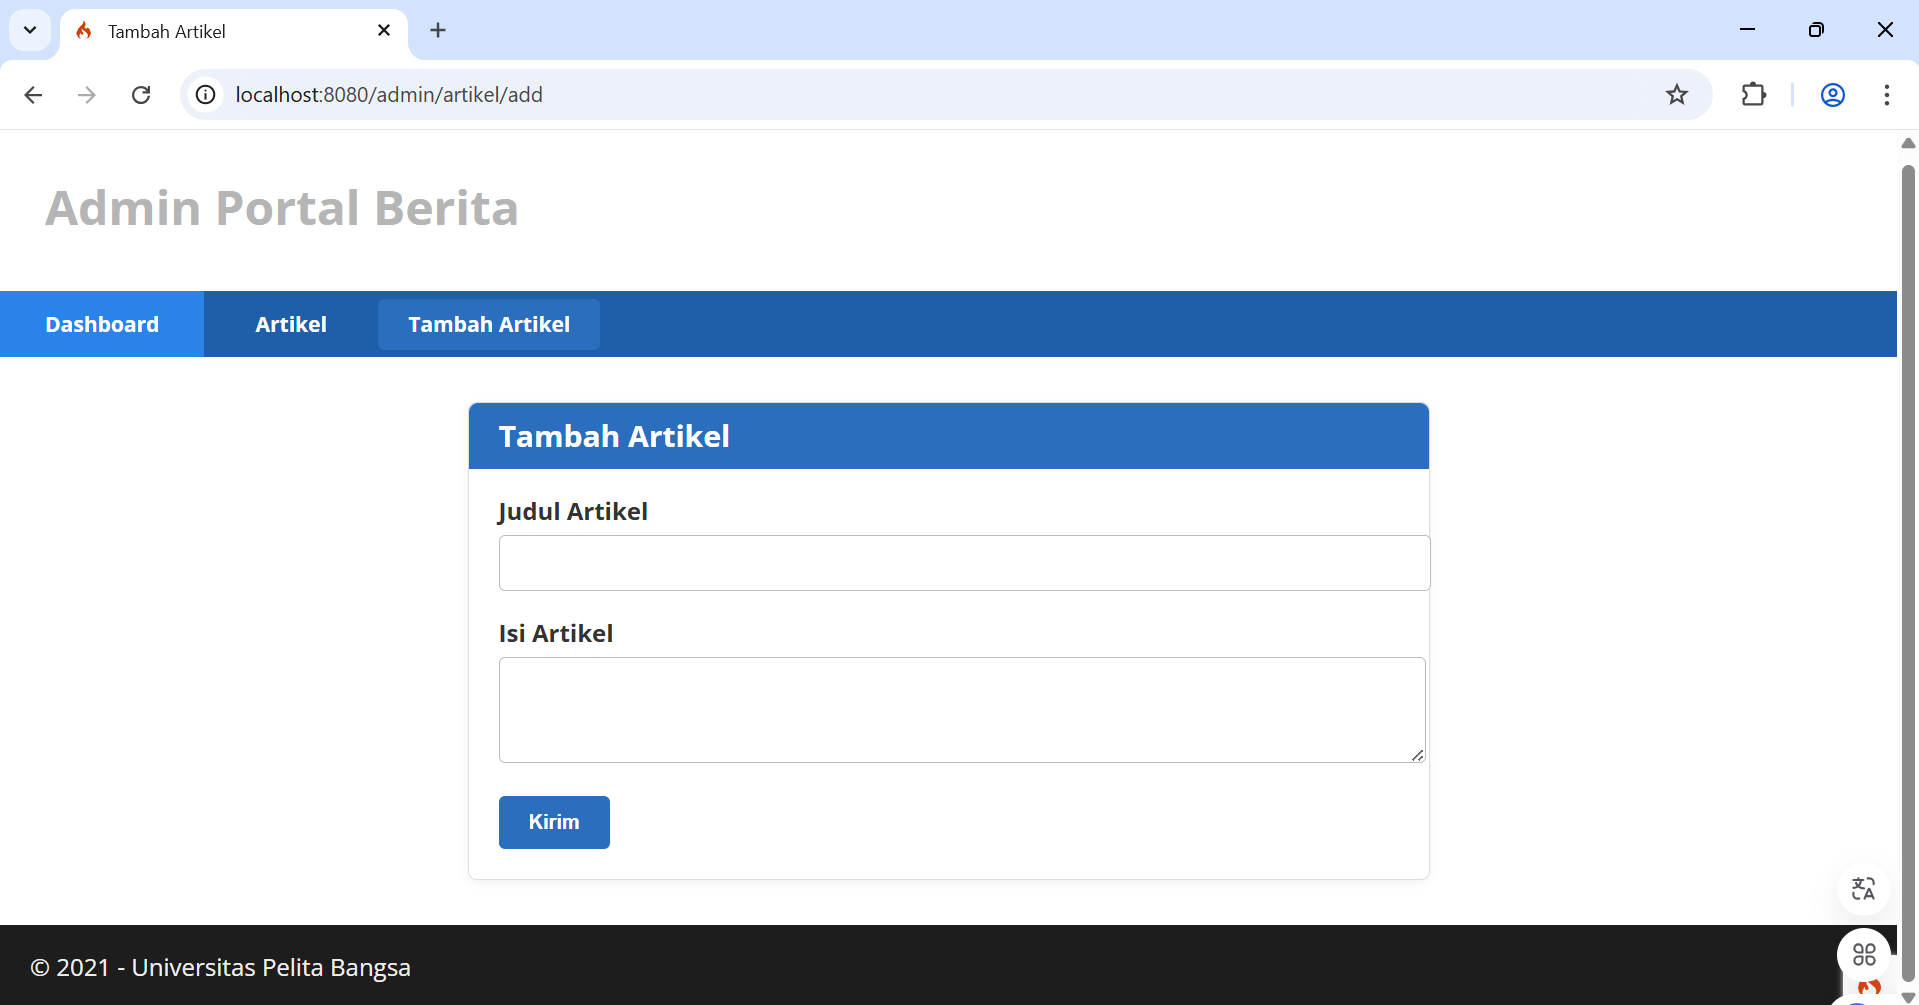 Tambah Artikel
localhost:8080/admin/artikel/add
Admin Portal Berita
Dashboard Artikel Tambah Artikel
Tambah Artikel
Judul Artikel
Isi Artikel
Kirim
© 2021 - Universitas Pelita Bangsa